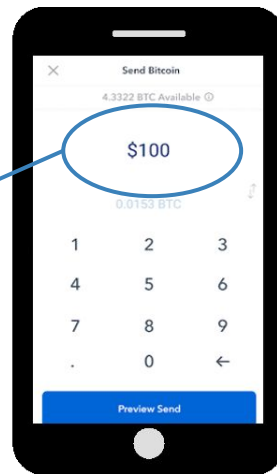 Send Bitcoin
4.3322 BTC Available
$100
0.0153 BTC
1 2 3
4 5 6
7 8 9
. 0 ←
Preview Send